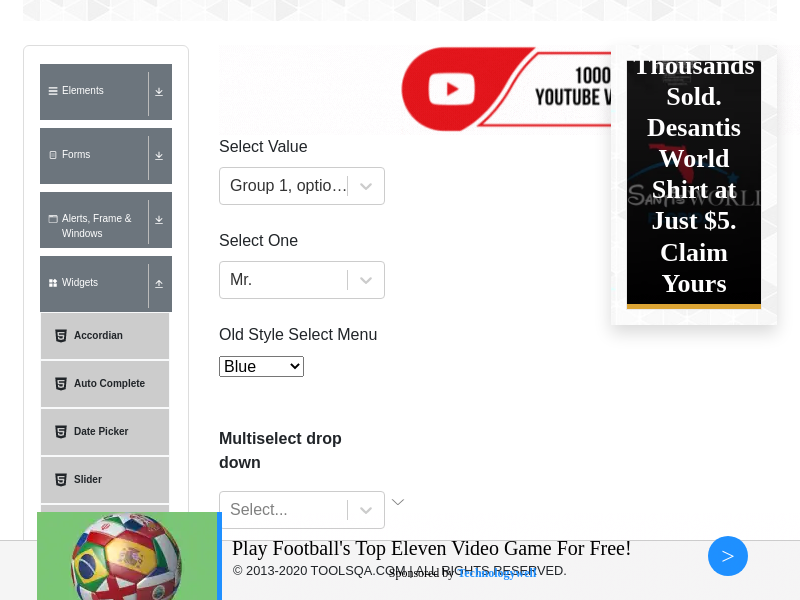 Elements
Forms
Alerts, Frame &
Windows
Widgets
Accordian
Auto Complete
Date Picker
Slider
1000
YOUTUBE V
Select Value
Group 1, optio...
Select One
Mr.
Old Style Select Menu
Blue
Multiselect drop
down
Select...
Thousands
Sold.
Desantis
World
Shirt at
Just $5.
Claim
Yours
Play Football's Top Eleven Video Game For Free!
© 2013-2020 TOOLSQA.COM | ALL RIGHTS RESERVED.
Sponsored by Technologywell
>